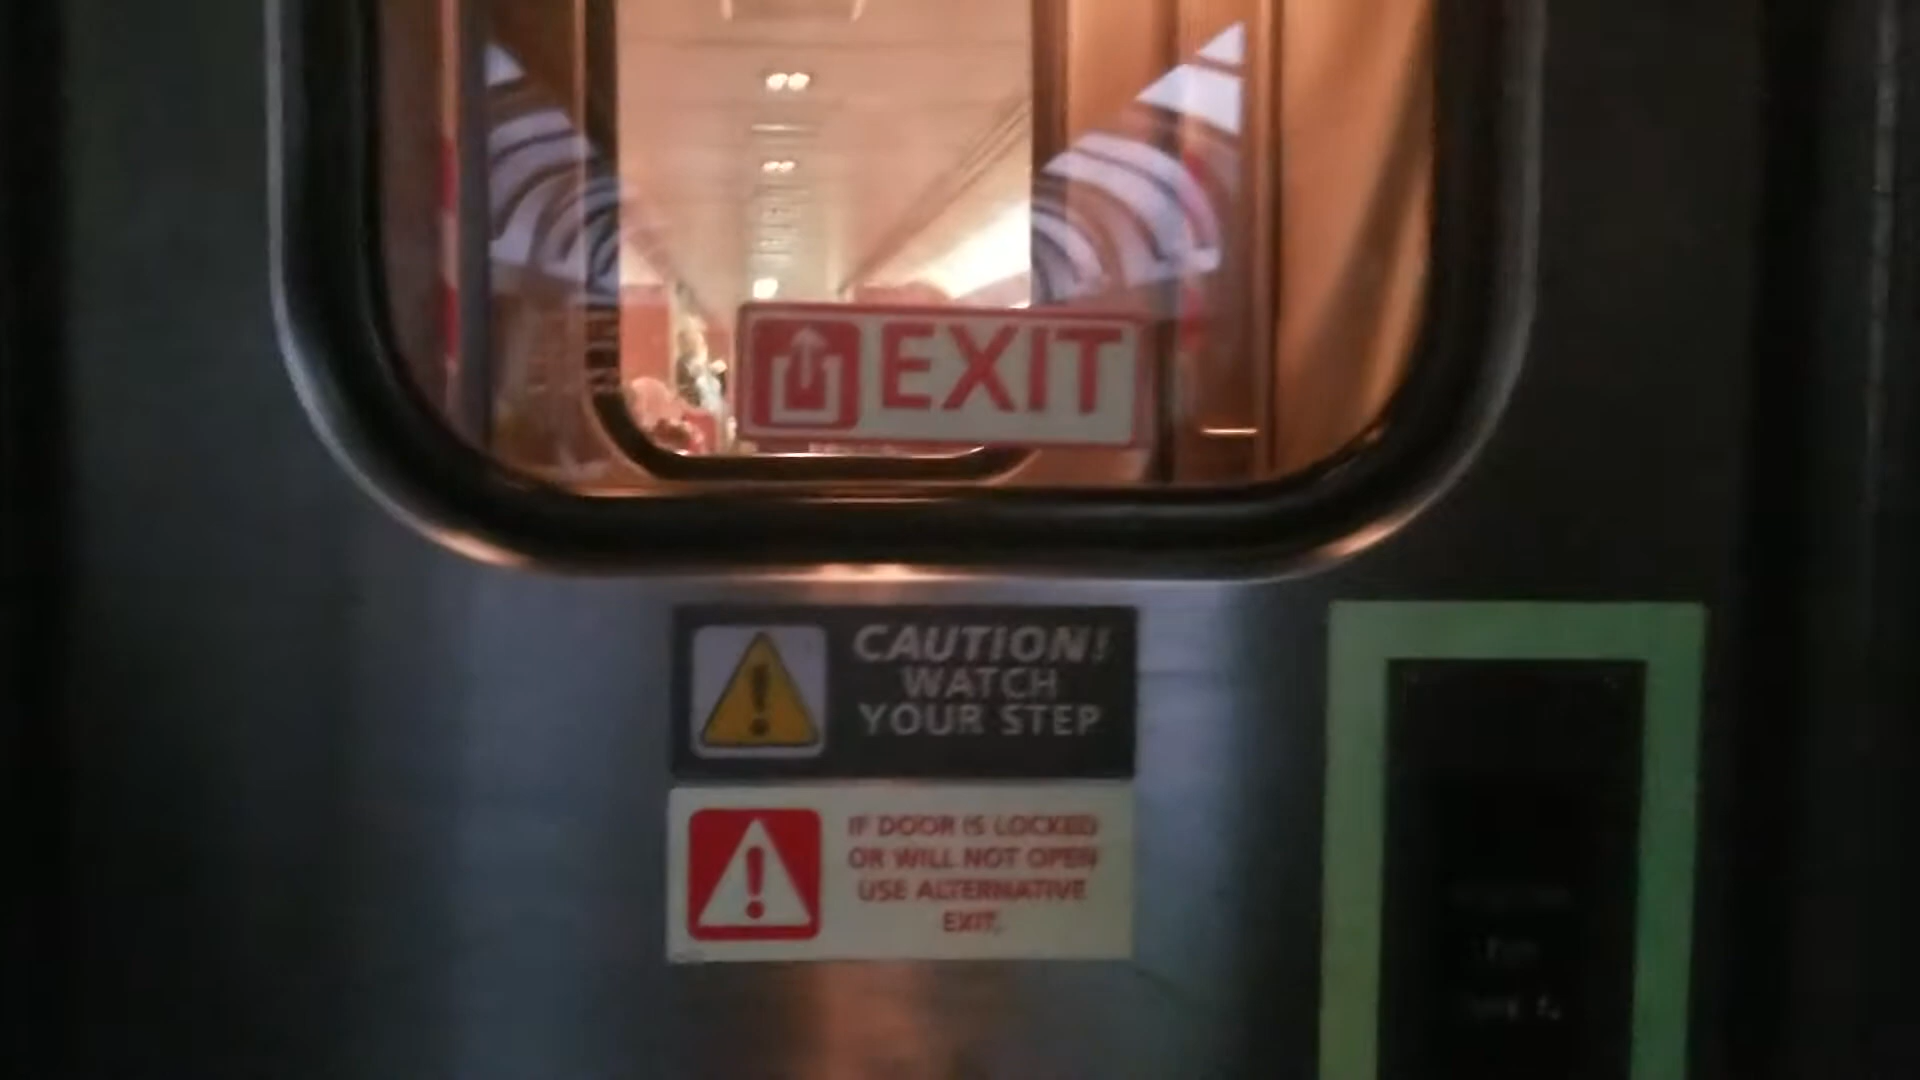 EXIT
CAUTION!
WATCH
YOUR STEP
IF DOOR IS LOCKED
OR WILL NOT OPEN
USE ALTERNATIVE
EXIT.